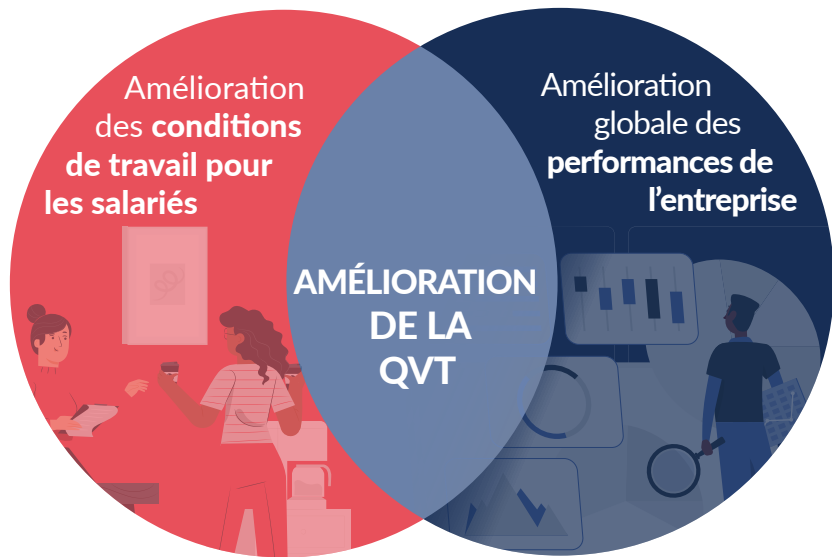 Amélioration
des conditions
de travail pour
les salariés
AMÉLIORATION
DE LA
QVT
Amélioration
globale des
performances de
l’entreprise